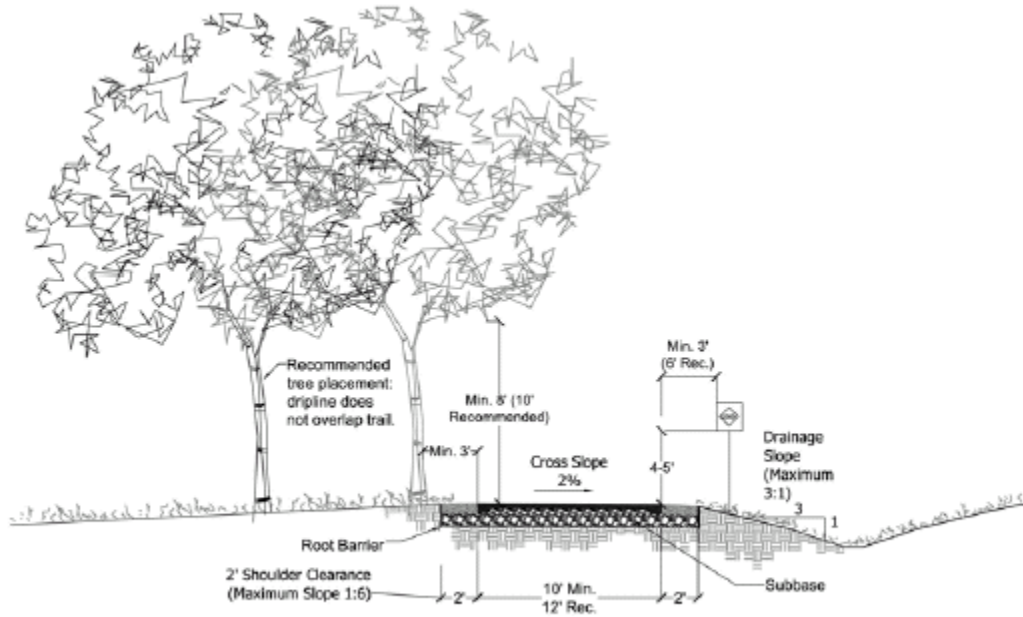 Min. 3'
(6' Rec.)
Recommended
tree placement:
dripline does
not overlap trail.
Min. 8' (10'
Recommended)
Min. 3'
Cross Slope
2%
4-5'
Drainage
Slope
(Maximum
3:1)
3
1
Root Barrier
2' Shoulder Clearance
(Maximum Slope 1:6)
2'
10' Min.
12' Rec.
2'
Subbase